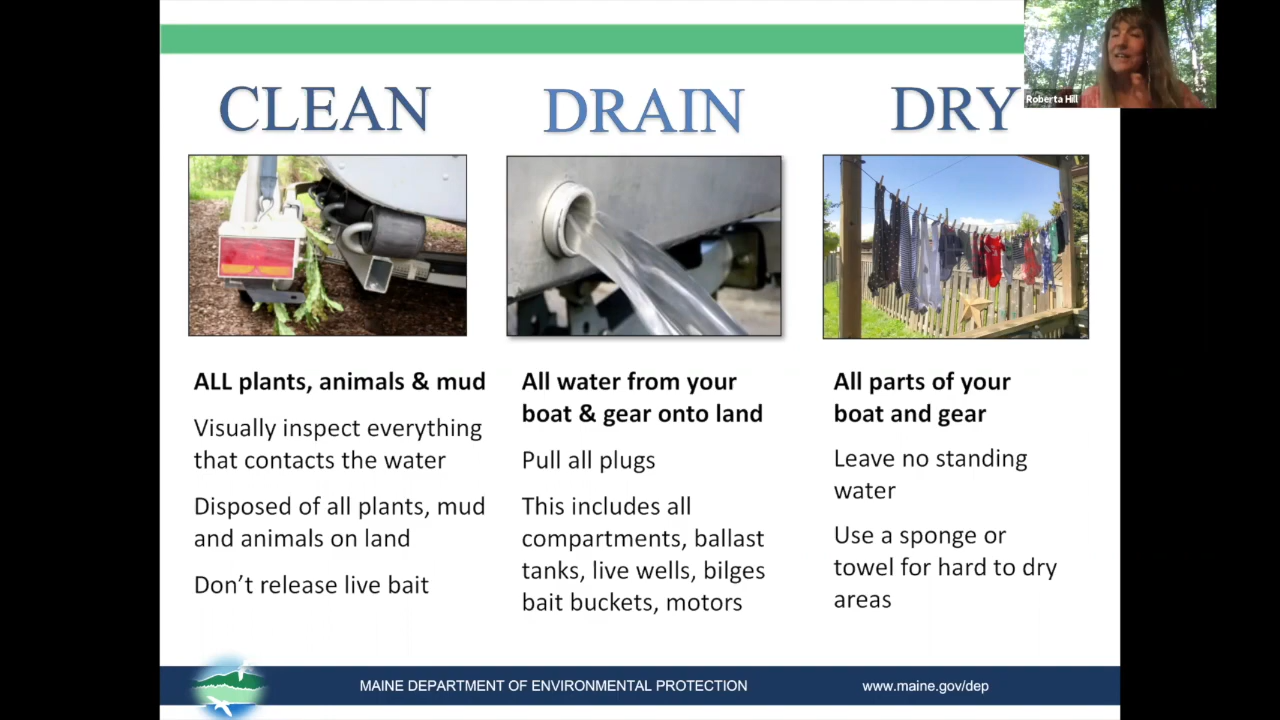 CLEAN
DRAIN
DRY
Roberta Hill
ALL plants, animals & mud
Visually inspect everything
that contacts the water
Disposed of all plants, mud
and animals on land
Don't release live bait
All water from your
boat & gear onto land
Pull all plugs
This includes all
compartments, ballast
tanks, live wells, bilges
bait buckets, motors
All parts of your
boat and gear
Leave no standing
water
Use a sponge or
towel for hard to dry
areas
MAINE DEPARTMENT OF ENVIRONMENTAL PROTECTION
www.maine.gov/dep